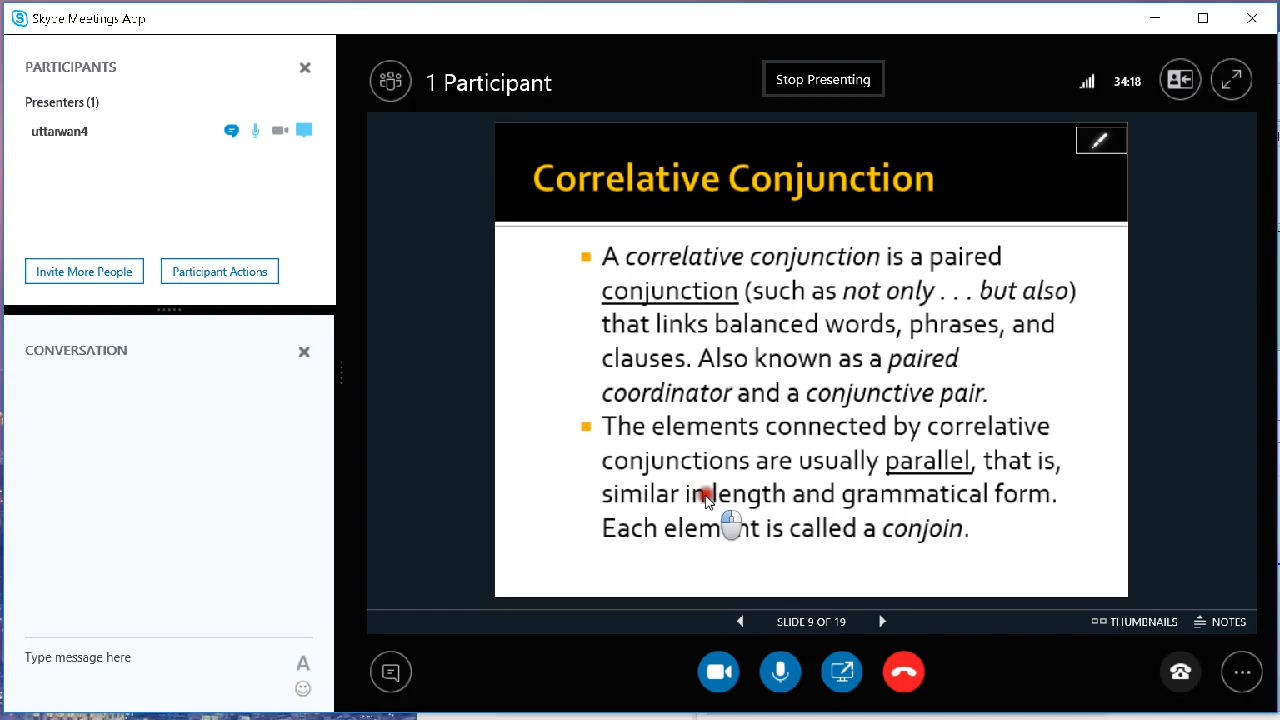 Skype Meetings App
PARTICIPANTS
Presenters (1)
uttaiwan4
Invite More People
Participant Actions
CONVERSATION
Type message here
A
1 Participant
Stop Presenting
34:18
Correlative Conjunction
A correlative conjunction is a paired
conjunction (such as not only . . . but also)
that links balanced words, phrases, and
clauses. Also known as a paired
coordinator and a conjunctive pair.
The elements connected by correlative
conjunctions are usually parallel, that is,
similar in length and grammatical form.
Each element is called a conjoin.
SLIDE 9 OF 19
THUMBNAILS
NOTES